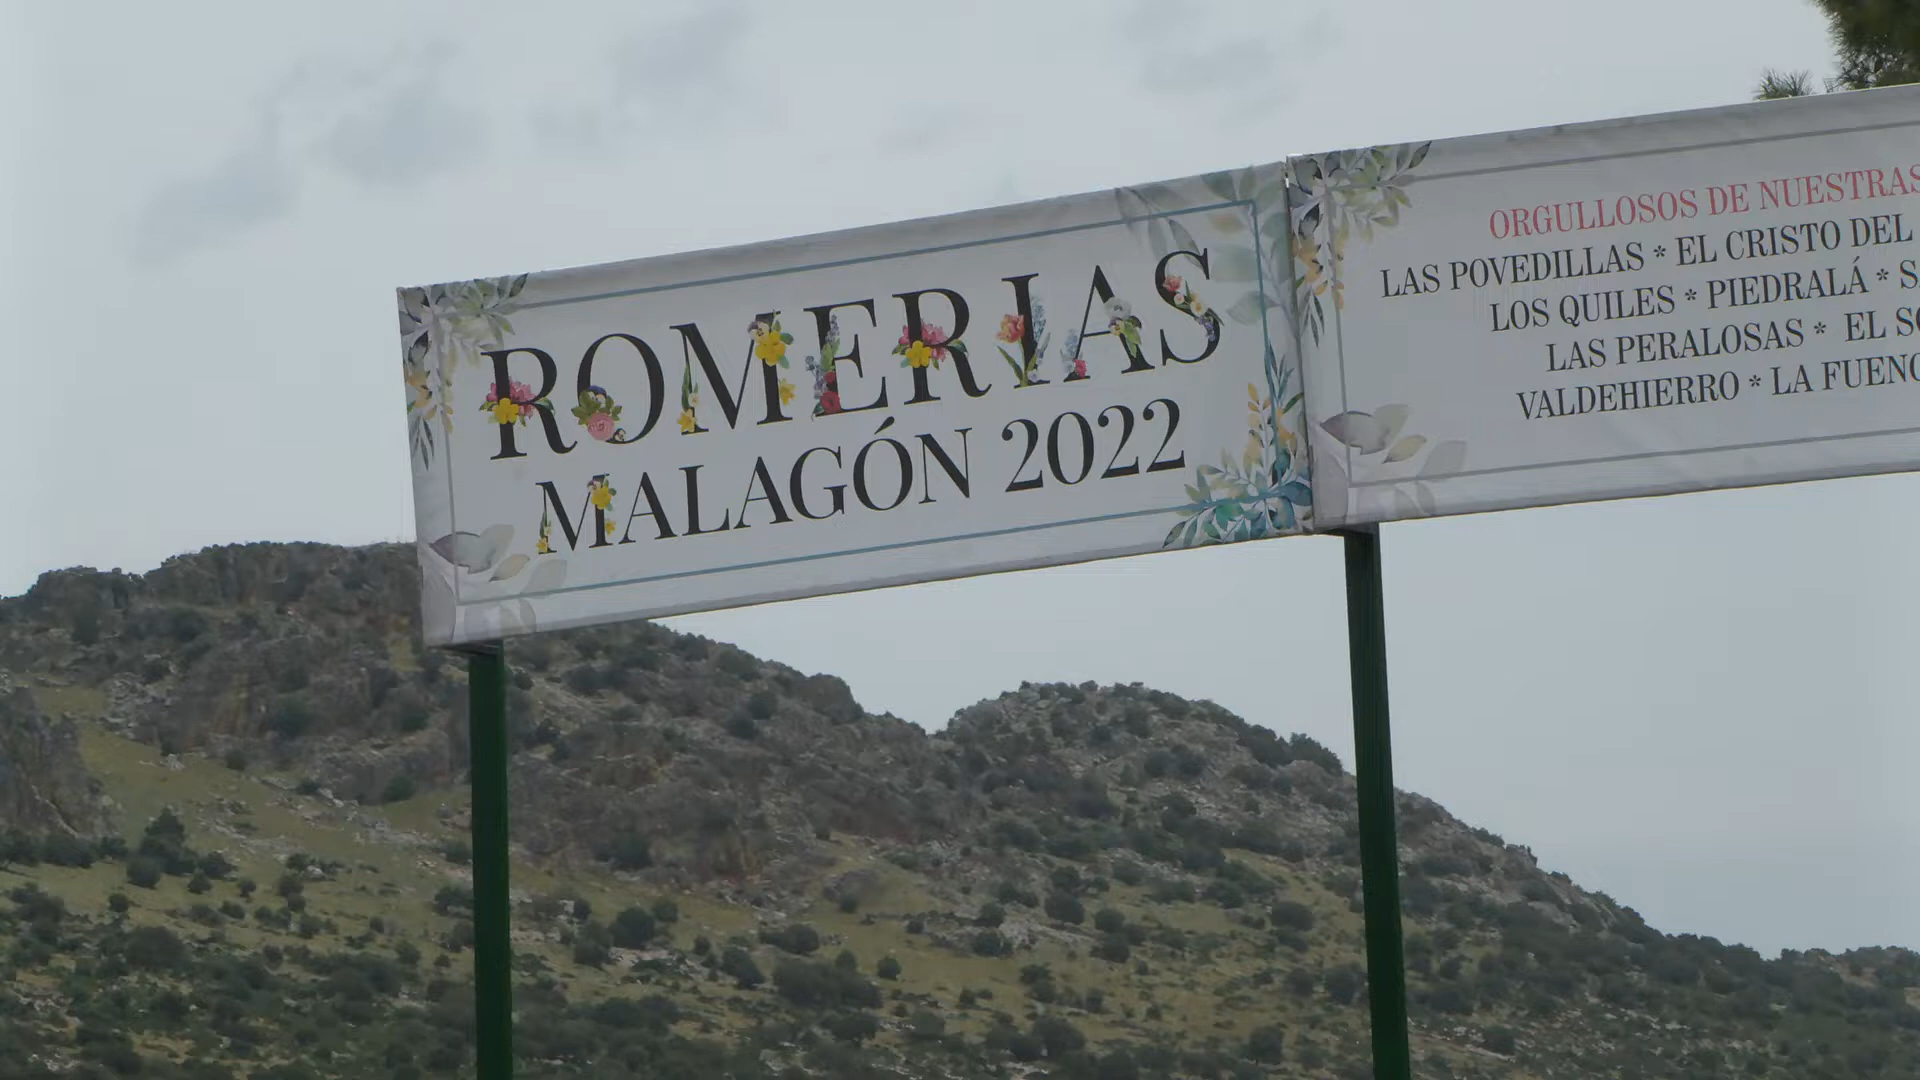 ROMERIAS
MALAGÓN 2022
ORGULLOSOS DE NUESTRAS
LAS POVEDILLAS * EL CRISTO DEL
LOS QUILES * PIEDRALÁ *
LAS PERALOSAS * EL
VALDEHIERRO * LA